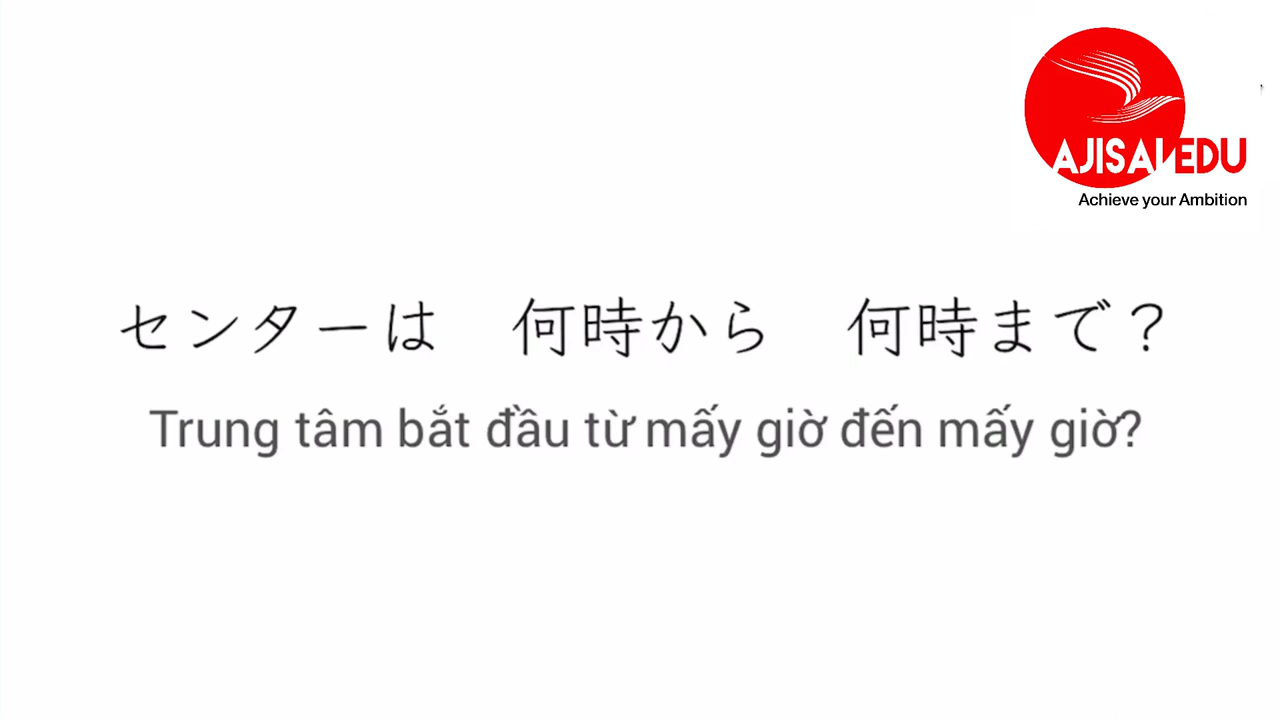 AJISAI EDU
Achieve your Ambition
センターは　何時から　何時まで？
Trung tâm bắt đầu từ mấy giờ đến mấy giờ?